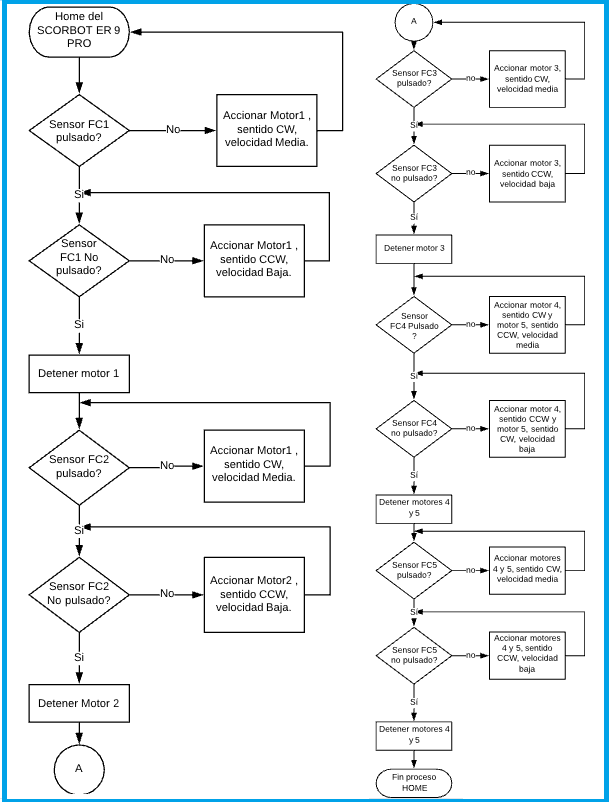 Home del
SCORBOT ER 9
PRO
Sensor FC1
pulsado?
No
Accionar Motor1 ,
sentido CW,
velocidad Media.
Si
Sensor
FC1 No
pulsado?
No
Accionar Motor1 ,
sentido CCW,
velocidad Baja.
Si
Detener motor 1
Sensor FC2
pulsado?
No
Accionar Motor1 ,
sentido CW,
velocidad Media.
Si
Sensor FC2
No pulsado?
No
Accionar Motor2 ,
sentido CCW,
velocidad Baja.
Si
Detener Motor 2
A
A
Sensor FC3
pulsado?
no
Accionar motor 3,
sentido CW,
velocidad media
Sí
Sensor FC3
no pulsado?
no
Accionar motor 3,
sentido CCW,
velocidad baja
Sí
Detener motor 3
Sensor
FC4 Pulsado
?
no
Accionar motor 4,
sentido CW y
motor 5, sentido
CCW, velocidad
media
Sí
Sensor FC4
no pulsado?
no
Accionar motor 4,
sentido CCW y
motor 5, sentido
CW, velocidad
baja
Sí
Detener motores 4
y 5
Sensor FC5
pulsado?
no
Accionar motores
4 y 5, sentido CW,
velocidad media
Sí
Sensor FC5
no pulsado?
no
Accionar motores
4 y 5, sentido
CCW, velocidad
baja
Sí
Detener motores 4
y 5
Fin proceso
HOME